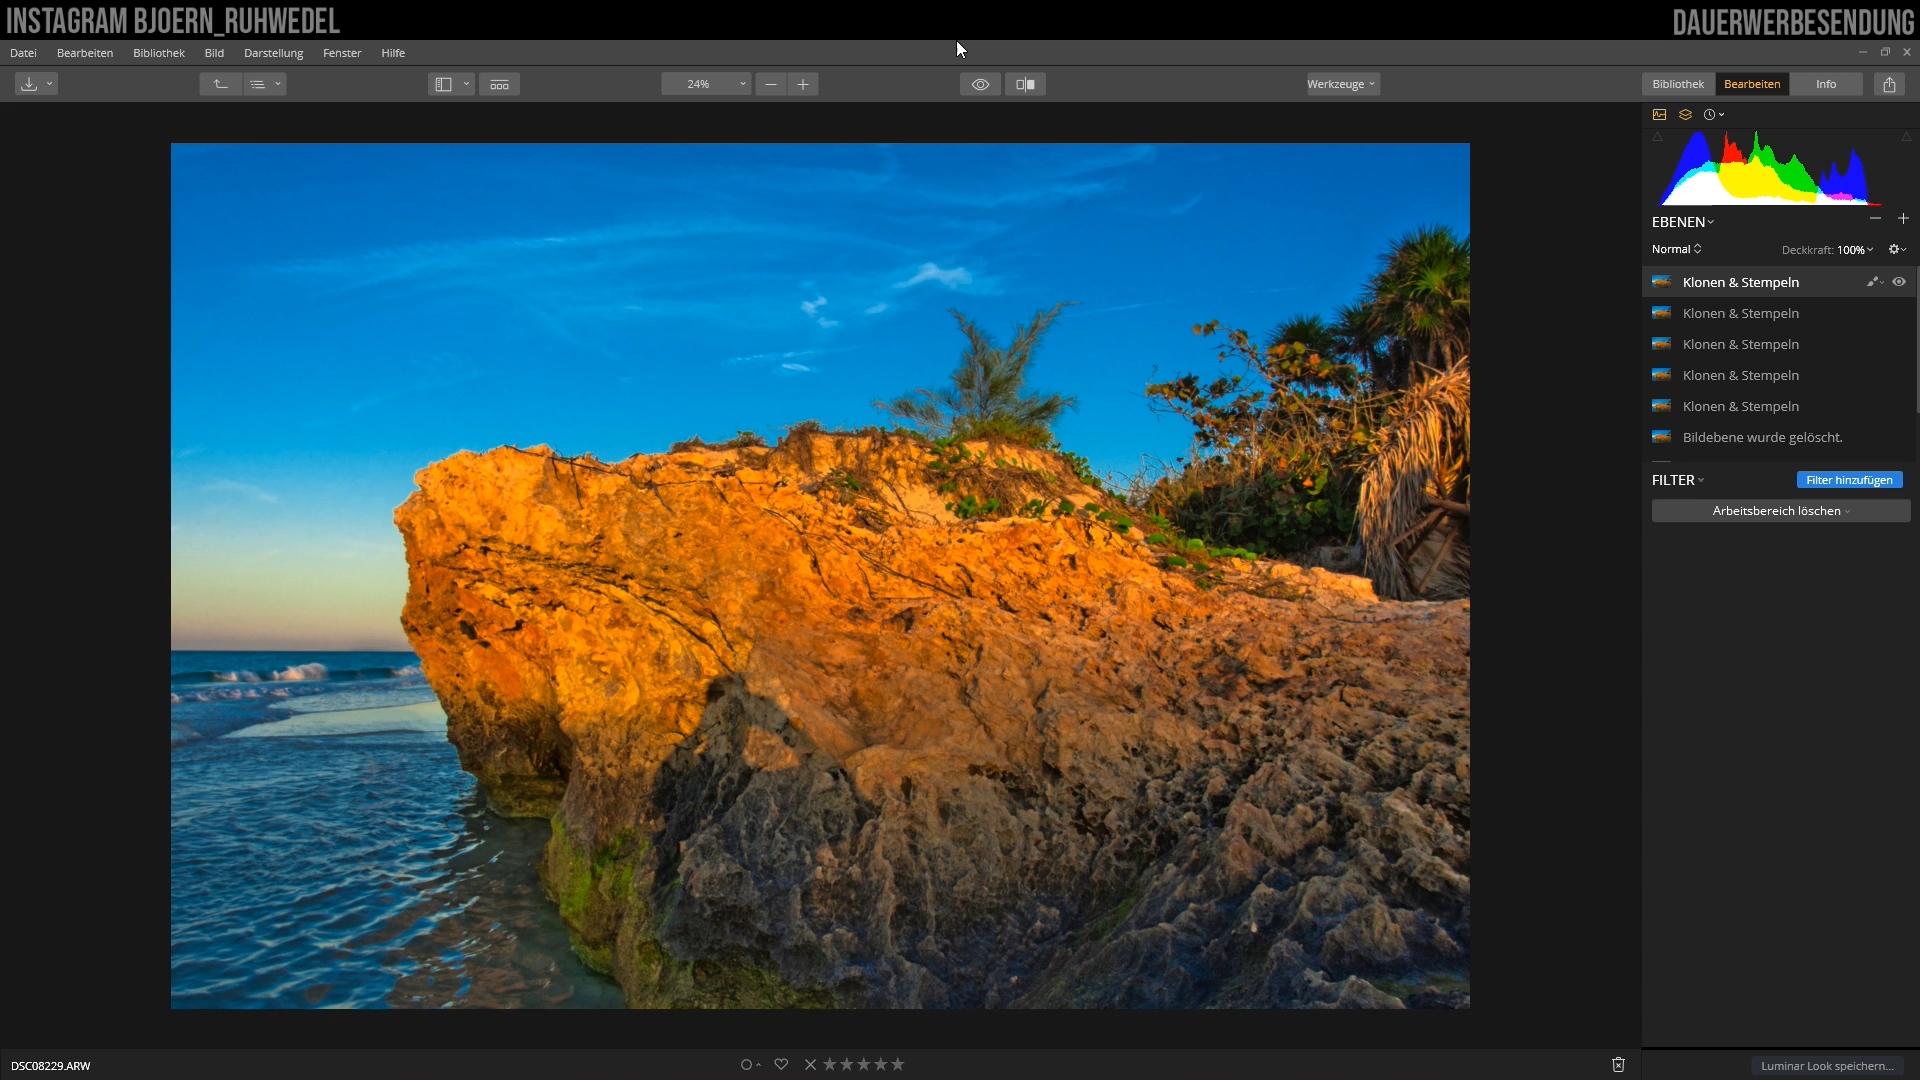 INSTAGRAM BJOERN_RUHWEDEL
DAUERWERBESENDUNG
Datei Bearbeiten Bibliothek Bild Darstellung Fenster Hilfe
24%
Werkzeuge
Bibliothek Bearbeiten Info
EBENEN
Normal Deckkraft: 100%
Klonen & Stempeln
Klonen & Stempeln
Klonen & Stempeln
Klonen & Stempeln
Klonen & Stempeln
Bildebene wurde gelöscht.
FILTER Filter hinzufügen
Arbeitsbereich löschen
DSC08229.ARW
Luminar Look speichern...